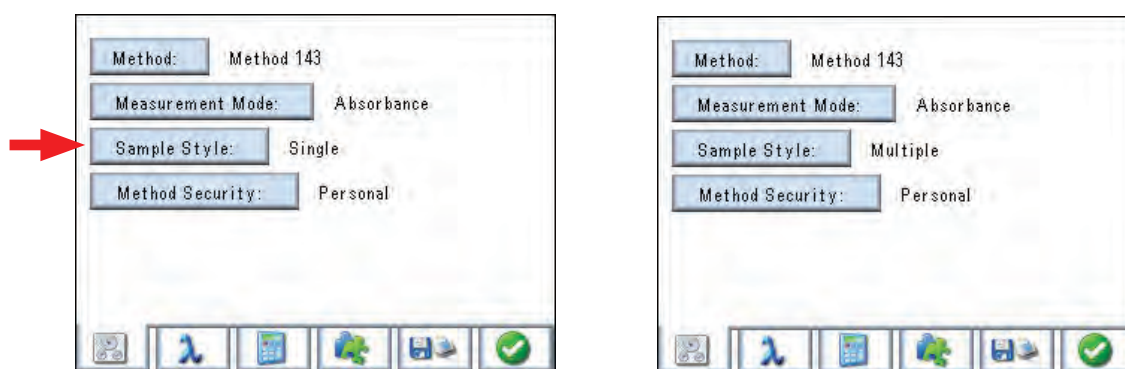 Method: Method 143
Measurement Mode: Absorbance
Sample Style: Single
Method Security: Personal
λ
Method: Method 143
Measurement Mode: Absorbance
Sample Style: Multiple
Method Security: Personal
λ